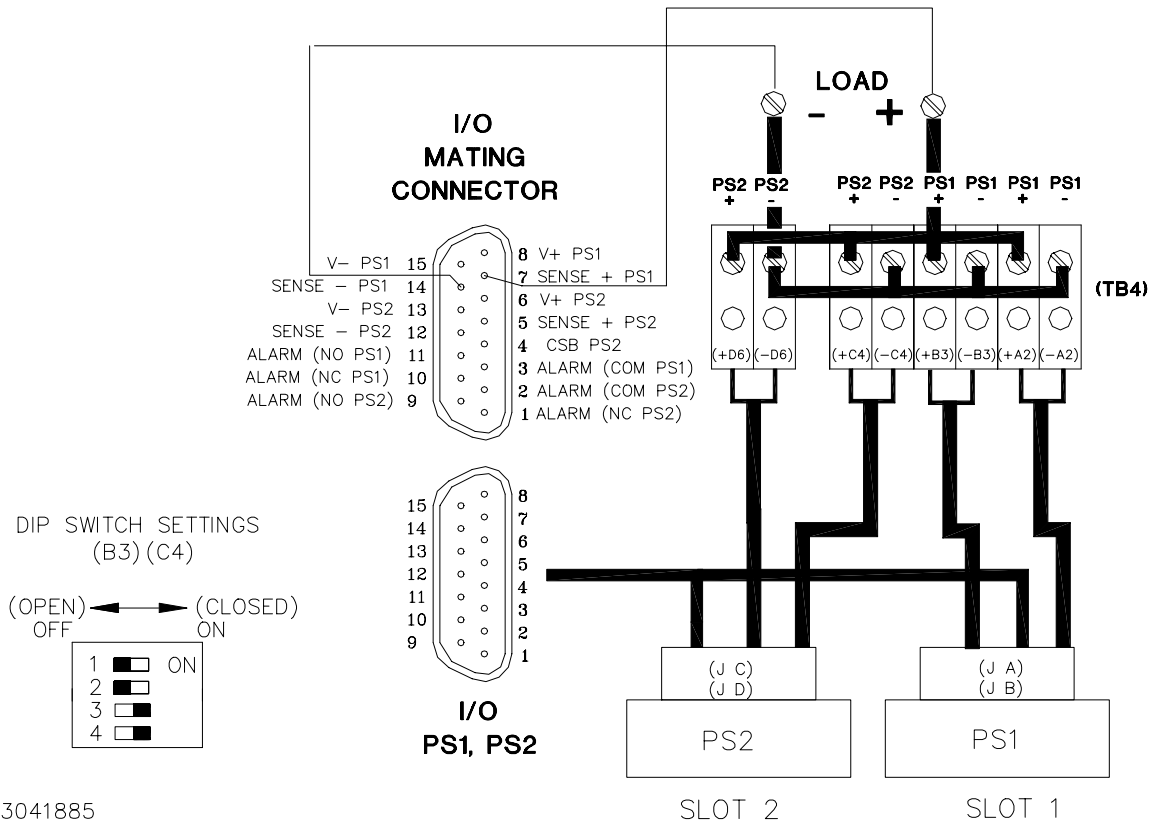 LOAD
- +
I/O
MATING
CONNECTOR
PS2 PS2 PS2 PS2 PS1 PS1 PS1 PS1
+ - + - + - + -
V- PS1 15
SENSE - PS1 14
V- PS2 13
SENSE - PS2 12
ALARM (NO PS1) 11
ALARM (NC PS1) 10
ALARM (NO PS2) 9
8 V+ PS1
7 SENSE + PS1
6 V+ PS2
5 SENSE + PS2
4 CSB PS2
3 ALARM (COM PS1)
2 ALARM (COM PS2)
1 ALARM (NC PS2)
(TB4)
(+D6) (-D6) (+C4) (-C4) (+B3) (-B3) (+A2) (-A2)
15
14
13
12
11
10
9
8
7
6
5
4
3
2
1
I/O
PS1, PS2
DIP SWITCH SETTINGS
(B3)(C4)
(OPEN) (CLOSED)
OFF ON
1 ON
2
3
4
(J C)
(J D)
PS2
SLOT 2
(J A)
(J B)
PS1
SLOT 1
3041885